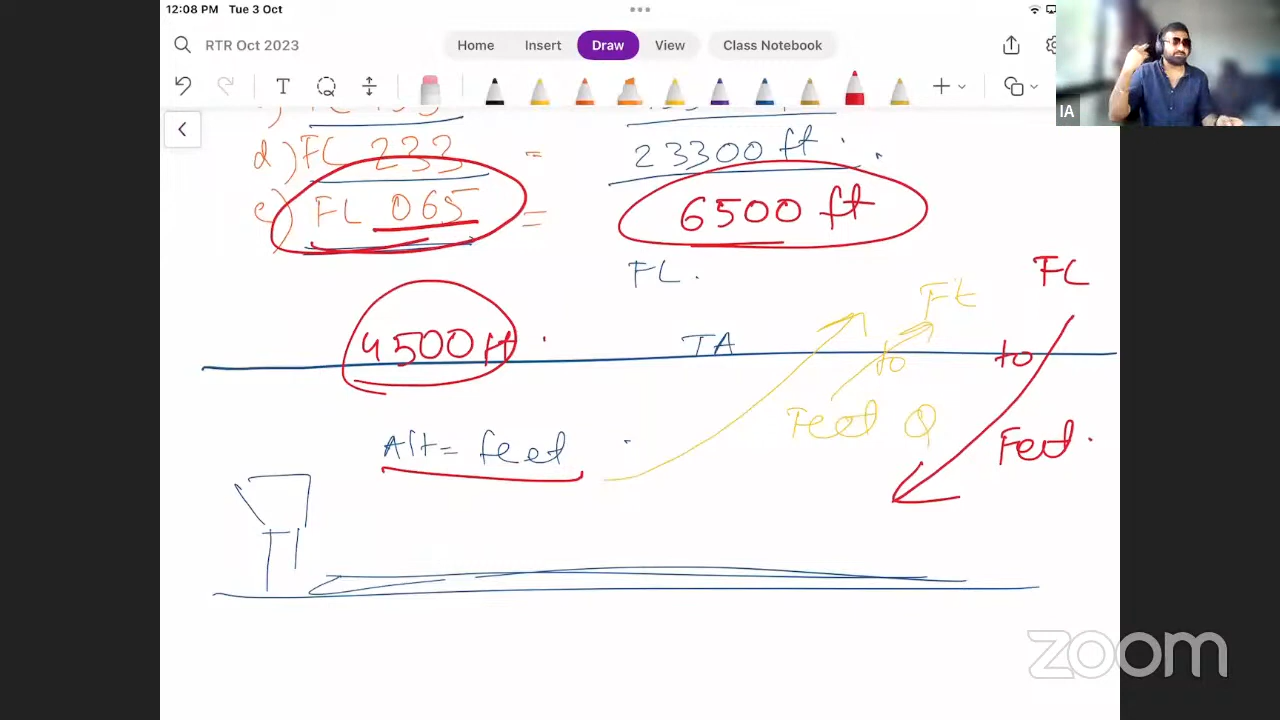 12:08 PM Tue 3 Oct
RTR Oct 2023
Home Insert Draw View Class Notebook
IA
d) FL 233 = 23300 ft
e) FL 065 = 6500 ft
FL.
FL
Ft
4500 ft.
TA
to
to
Feet Q
Feet.
Alt = feet
zoom